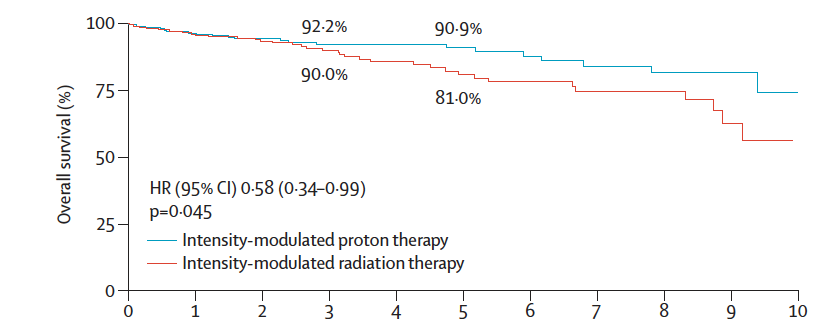 Overall survival (%)
100
75
50
25
0
92·2%
90·9%
90·0%
81·0%
HR (95% CI) 0·58 (0·34–0·99)
p=0·045
Intensity-modulated proton therapy
Intensity-modulated radiation therapy
0 1 2 3 4 5 6 7 8 9 10